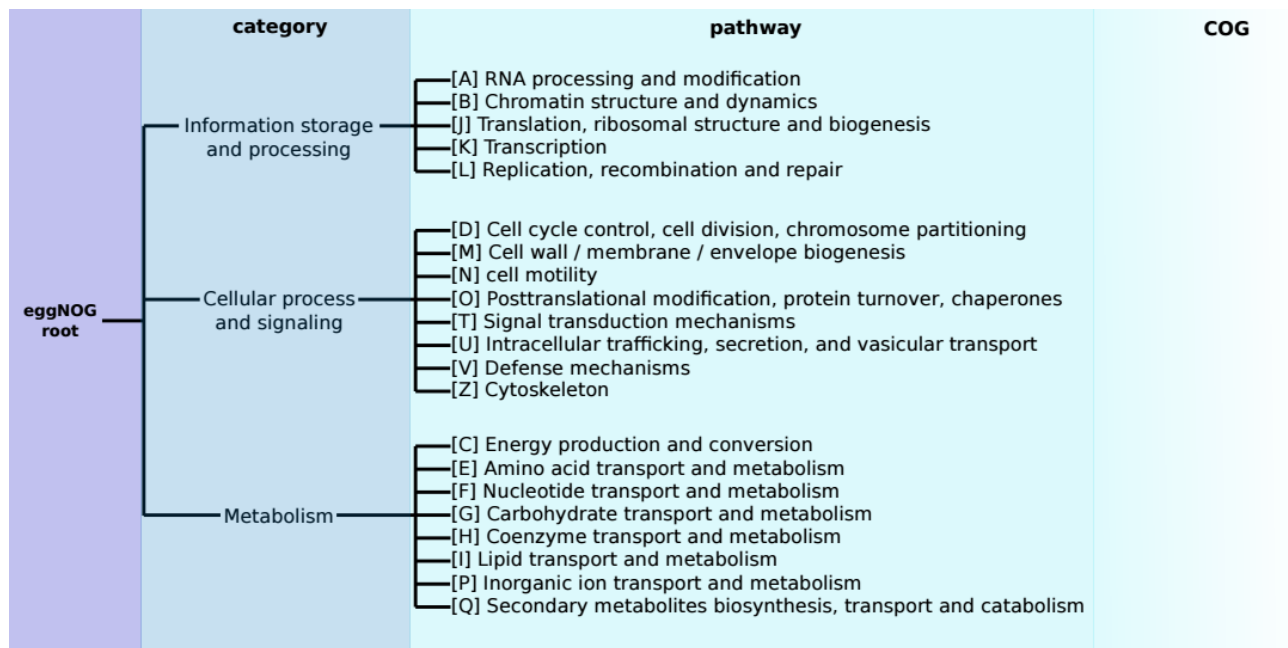 category
pathway
COG
[A] RNA processing and modification
[B] Chromatin structure and dynamics
Information storage
and processing
[J] Translation, ribosomal structure and biogenesis
[K] Transcription
[L] Replication, recombination and repair
[D] Cell cycle control, cell division, chromosome partitioning
[M] Cell wall / membrane / envelope biogenesis
[N] cell motility
eggNOG
root
Cellular process
and signaling
[O] Posttranslational modification, protein turnover, chaperones
[T] Signal transduction mechanisms
[U] Intracellular trafficking, secretion, and vasicular transport
[V] Defense mechanisms
[Z] Cytoskeleton
[C] Energy production and conversion
[E] Amino acid transport and metabolism
[F] Nucleotide transport and metabolism
Metabolism
[G] Carbohydrate transport and metabolism
[H] Coenzyme transport and metabolism
[I] Lipid transport and metabolism
[P] Inorganic ion transport and metabolism
[Q] Secondary metabolites biosynthesis, transport and catabolism